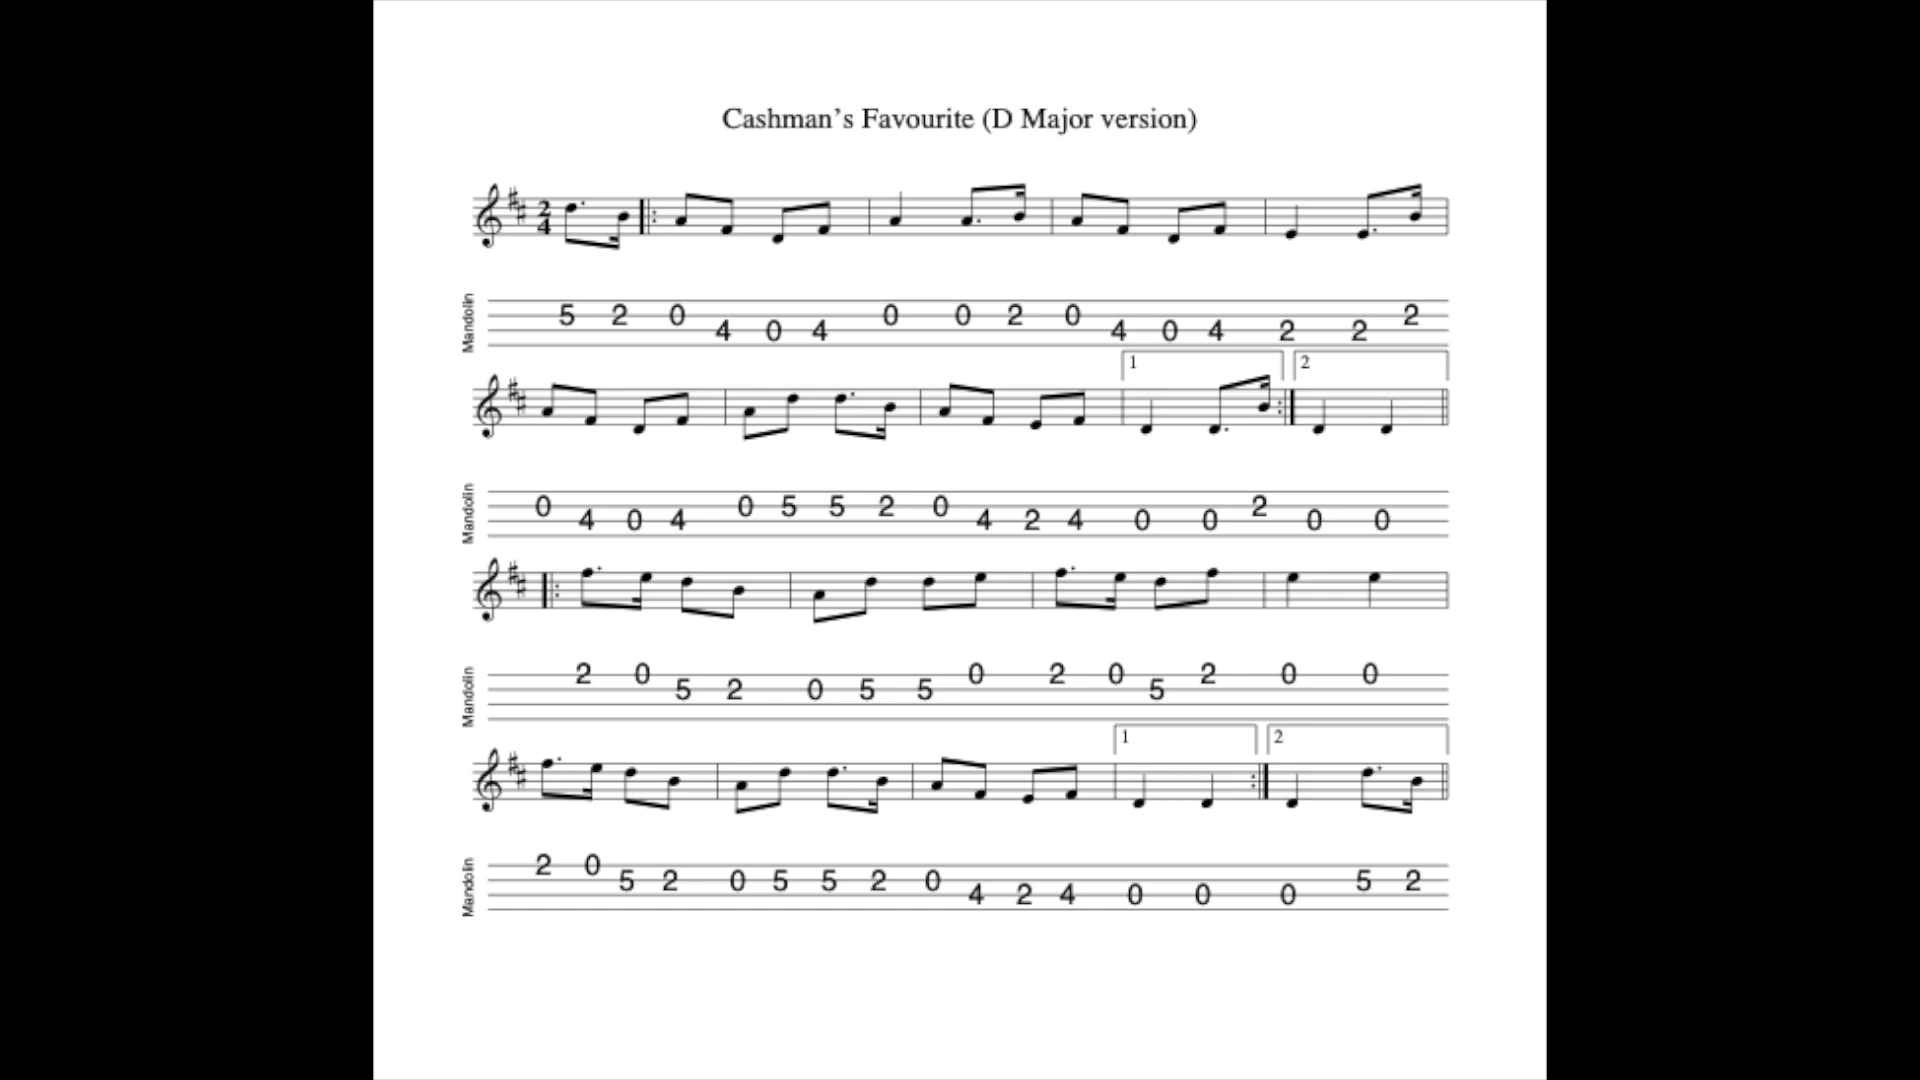 Cashman's Favourite (D Major version)
2
4
Mandolin
5 2 0 4 0 4 0 0 2 0 4 0 4 2 2 2
1 2
Mandolin
0 4 0 4 0 5 5 2 0 4 2 4 0 0 2 0 0
Mandolin
2 0 5 2 0 5 5 0 2 0 5 2 0 0
1 2
Mandolin
2 0 5 2 0 5 5 2 0 4 2 4 0 0 0 5 2